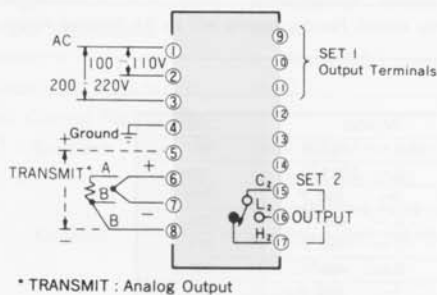 AC
100 - 110V
200 - 220V
Ground
+
TRANSMIT*
A
B
B
+
−
−
①
②
③
④
⑤
⑥
⑦
⑧
⑨
⑩
⑪
⑫
⑬
⑭
⑮
⑯
⑰
SET 1
Output Terminals
C₂
SET 2
L₂
OUTPUT
H₂
* TRANSMIT : Analog Output